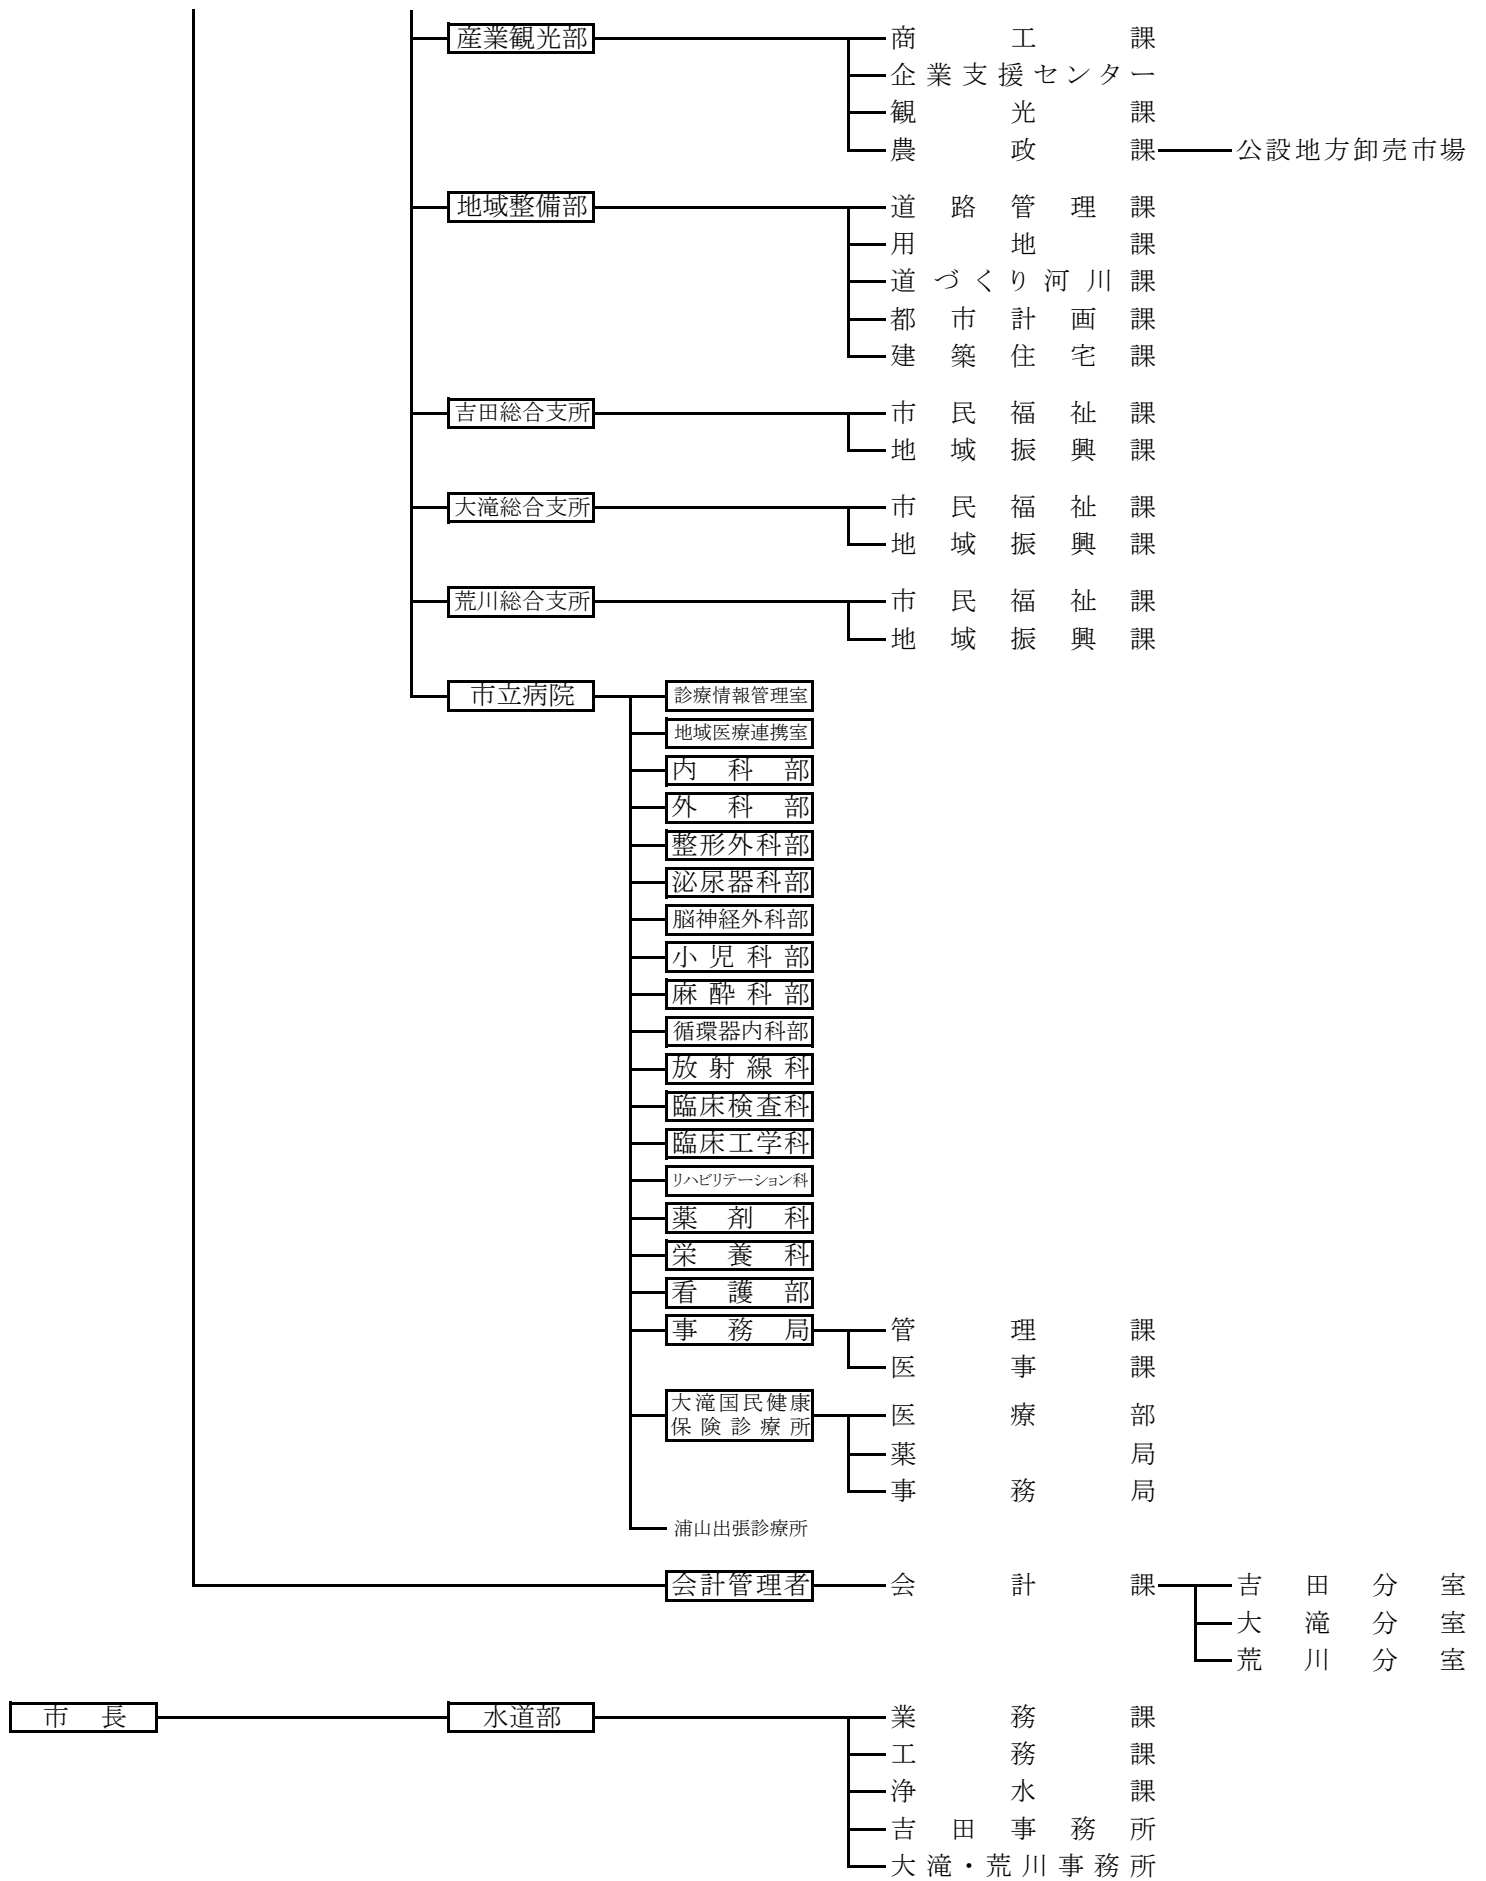 産業観光部 商工課
企業支援センター
観光課
農政課 公設地方卸売市場
地域整備部 道路管理課
用地課
道づくり河川課
都市計画課
建築住宅課
吉田総合支所 市民福祉課
地域振興課
大滝総合支所 市民福祉課
地域振興課
荒川総合支所 市民福祉課
地域振興課
市立病院 診療情報管理室
地域医療連携室
内科部
外科部
整形外科部
泌尿器科部
脳神経外科部
小児科部
麻酔科部
循環器内科部
放射線科
臨床検査科
臨床工学科
リハビリテーション科
薬剤科
栄養科
看護部
事務局 管理課
医事課
大滝国民健康
保険診療所 医療部
薬局
事務局
浦山出張診療所
会計管理者 会計課 吉田分室
大滝分室
荒川分室
市長 水道部 業務課
工務課
浄水課
吉田事務所
大滝・荒川事務所